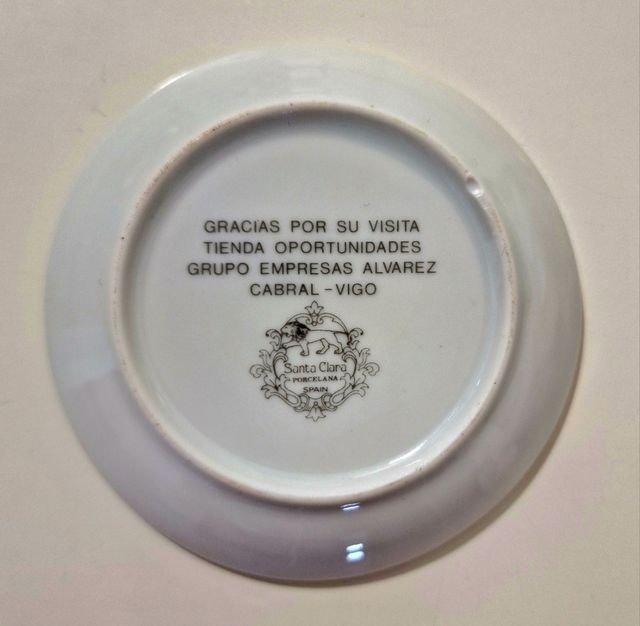 GRACIAS POR SU VISITA
TIENDA OPORTUNIDADES
GRUPO EMPRESAS ALVAREZ
CABRAL - VIGO
Santa Clara
PORCELANA
SPAIN